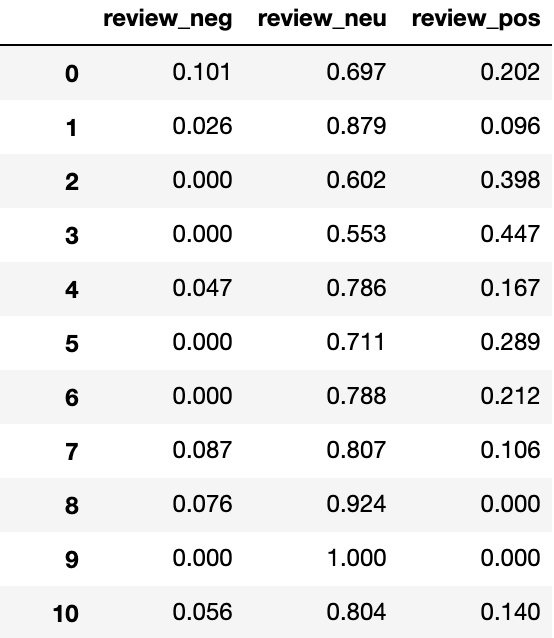 review_neg review_neu review_pos
0 0.101 0.697 0.202
1 0.026 0.879 0.096
2 0.000 0.602 0.398
3 0.000 0.553 0.447
4 0.047 0.786 0.167
5 0.000 0.711 0.289
6 0.000 0.788 0.212
7 0.087 0.807 0.106
8 0.076 0.924 0.000
9 0.000 1.000 0.000
10 0.056 0.804 0.140